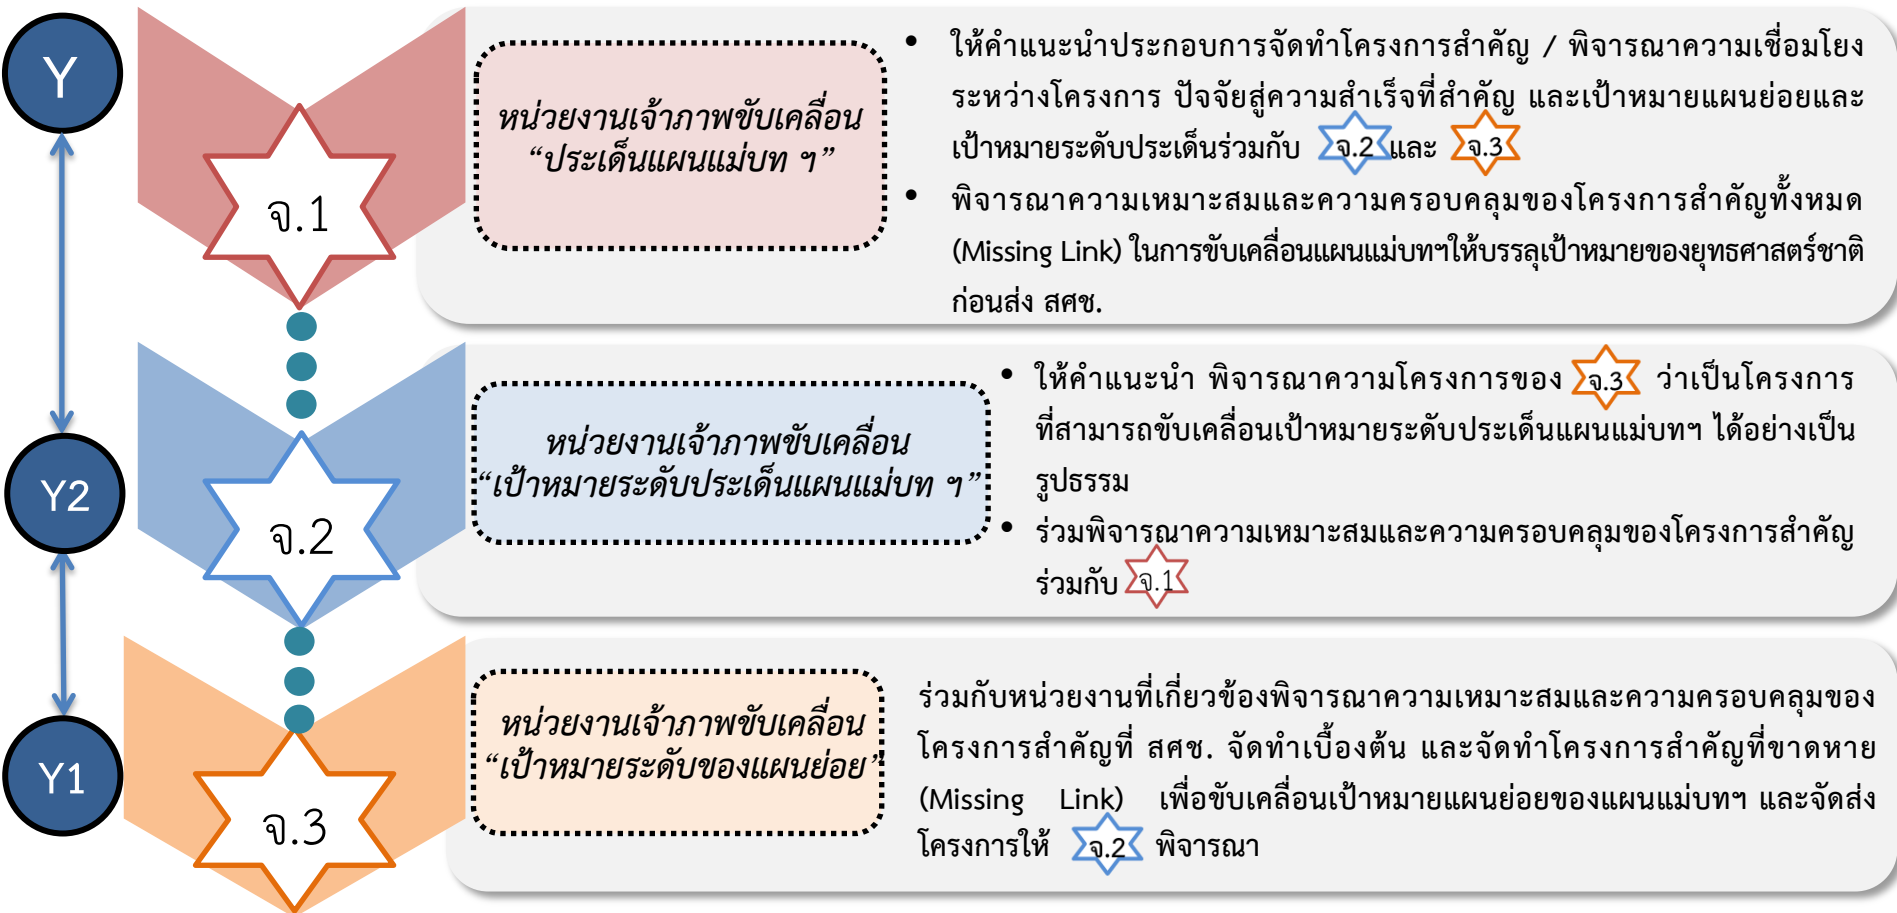 Y
จ.1
หน่วยงานเจ้าภาพขับเคลื่อน
“ประเด็นแผนแม่บท ฯ”
• ให้คำแนะนำประกอบการจัดทำโครงการสำคัญ / พิจารณาความเชื่อมโยง
ระหว่างโครงการ ปัจจัยสู่ความสำเร็จที่สำคัญ และเป้าหมายแผนย่อยและ
เป้าหมายระดับประเด็นร่วมกับ จ.2 และ จ.3
• พิจารณาความเหมาะสมและความครอบคลุมของโครงการสำคัญทั้งหมด
(Missing Link) ในการขับเคลื่อนแผนแม่บทฯให้บรรลุเป้าหมายของยุทธศาสตร์ชาติ
ก่อนส่ง สศช.
Y2
จ.2
หน่วยงานเจ้าภาพขับเคลื่อน
“เป้าหมายระดับประเด็นแผนแม่บท ฯ”
• ให้คำแนะนำ พิจารณาความโครงการของ จ.3 ว่าเป็นโครงการ
ที่สามารถขับเคลื่อนเป้าหมายระดับประเด็นแผนแม่บทฯ ได้อย่างเป็น
รูปธรรม
• ร่วมพิจารณาความเหมาะสมและความครอบคลุมของโครงการสำคัญ
ร่วมกับ จ.1
Y1
จ.3
หน่วยงานเจ้าภาพขับเคลื่อน
“เป้าหมายระดับของแผนย่อย”
ร่วมกับหน่วยงานที่เกี่ยวข้องพิจารณาความเหมาะสมและความครอบคลุมของ
โครงการสำคัญที่ สศช. จัดทำเบื้องต้น และจัดทำโครงการสำคัญที่ขาดหาย
(Missing Link) เพื่อขับเคลื่อนเป้าหมายแผนย่อยของแผนแม่บทฯ และจัดส่ง
โครงการให้ จ.2 พิจารณา